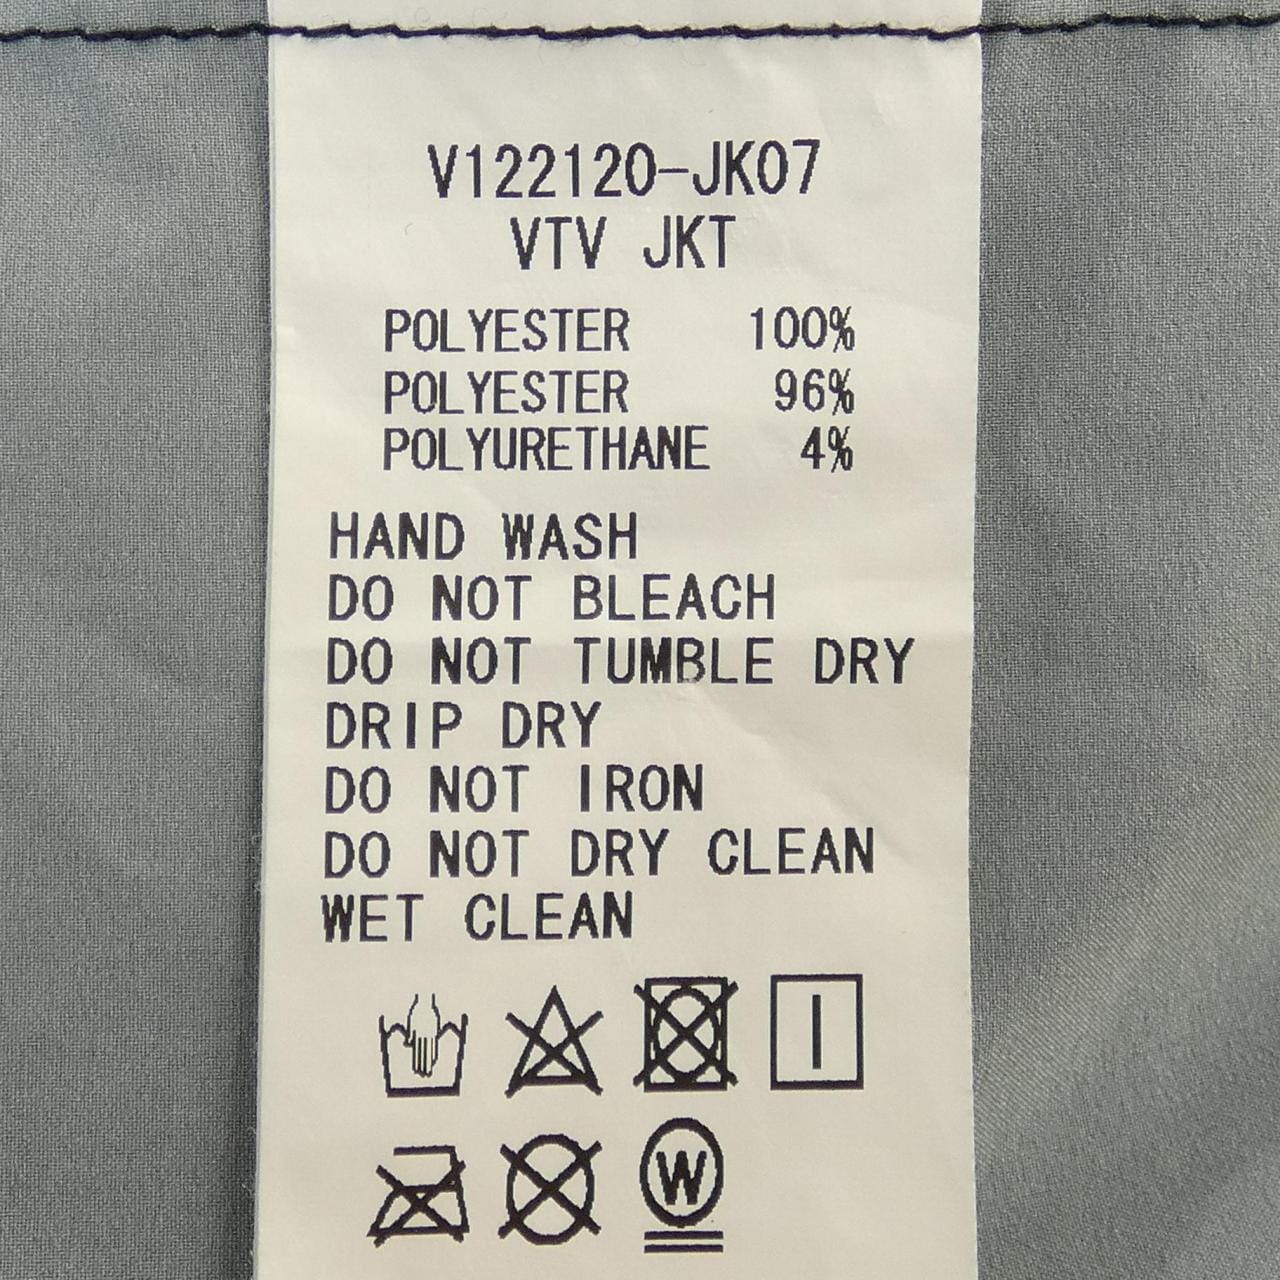 V122120-JK07
VTV JKT
POLYESTER 100%
POLYESTER 96%
POLYURETHANE 4%
HAND WASH
DO NOT BLEACH
DO NOT TUMBLE DRY
DRIP DRY
DO NOT IRON
DO NOT DRY CLEAN
WET CLEAN
W